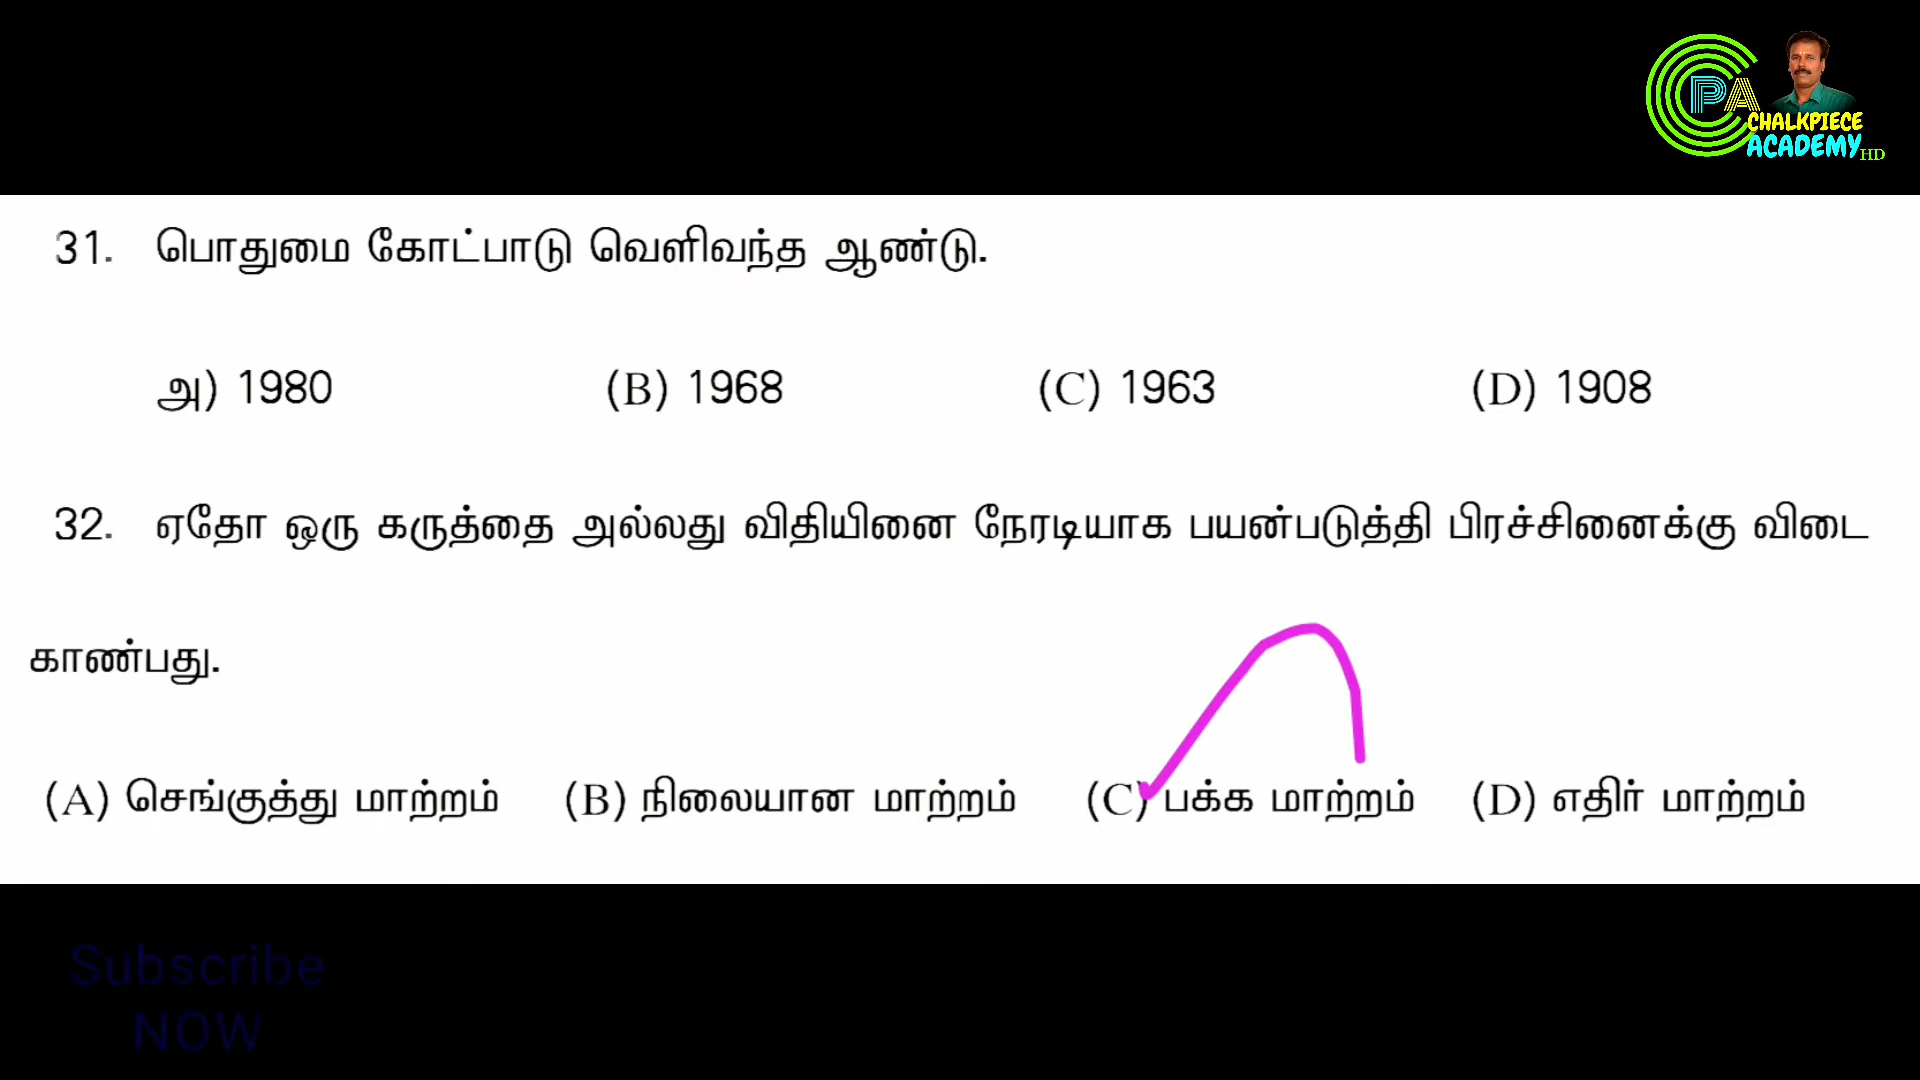 CPA
CHALKPIECE
ACADEMY HD
31. பொதுமை கோட்பாடு வெளிவந்த ஆண்டு.
அ) 1980 (B) 1968 (C) 1963 (D) 1908
32. ஏதோ ஒரு கருத்தை அல்லது விதியினை நேரடியாக பயன்படுத்தி பிரச்சினைக்கு விடை
காண்பது.
(A) செங்குத்து மாற்றம் (B) நிலையான மாற்றம் (C) பக்க மாற்றம் (D) எதிர் மாற்றம்
Subscribe
NOW